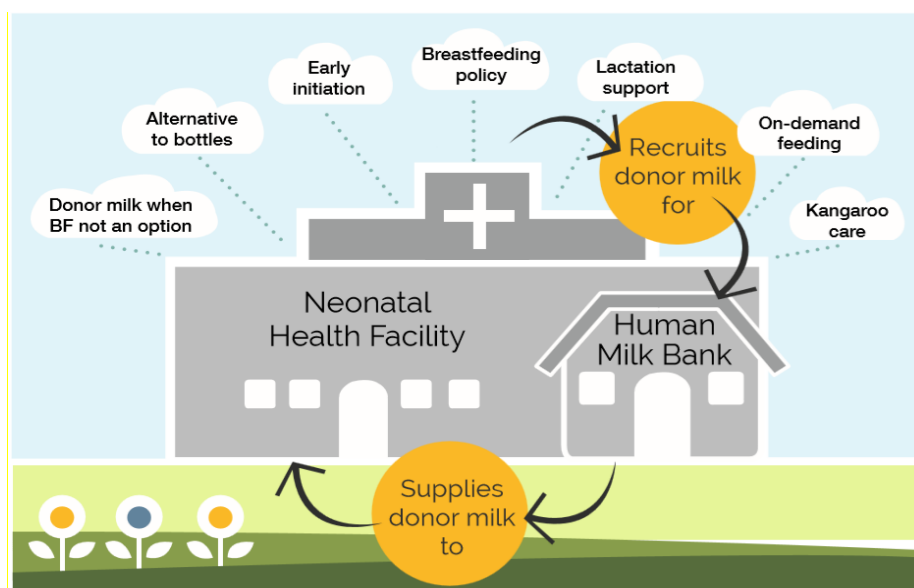 Breastfeeding
policy
Early
initiation
Lactation
support
Alternative
to bottles
On-demand
feeding
Donor milk when
BF not an option
Kangaroo
care
Recruits
donor milk
for
Neonatal
Health Facility
Human
Milk Bank
Supplies
donor milk
to